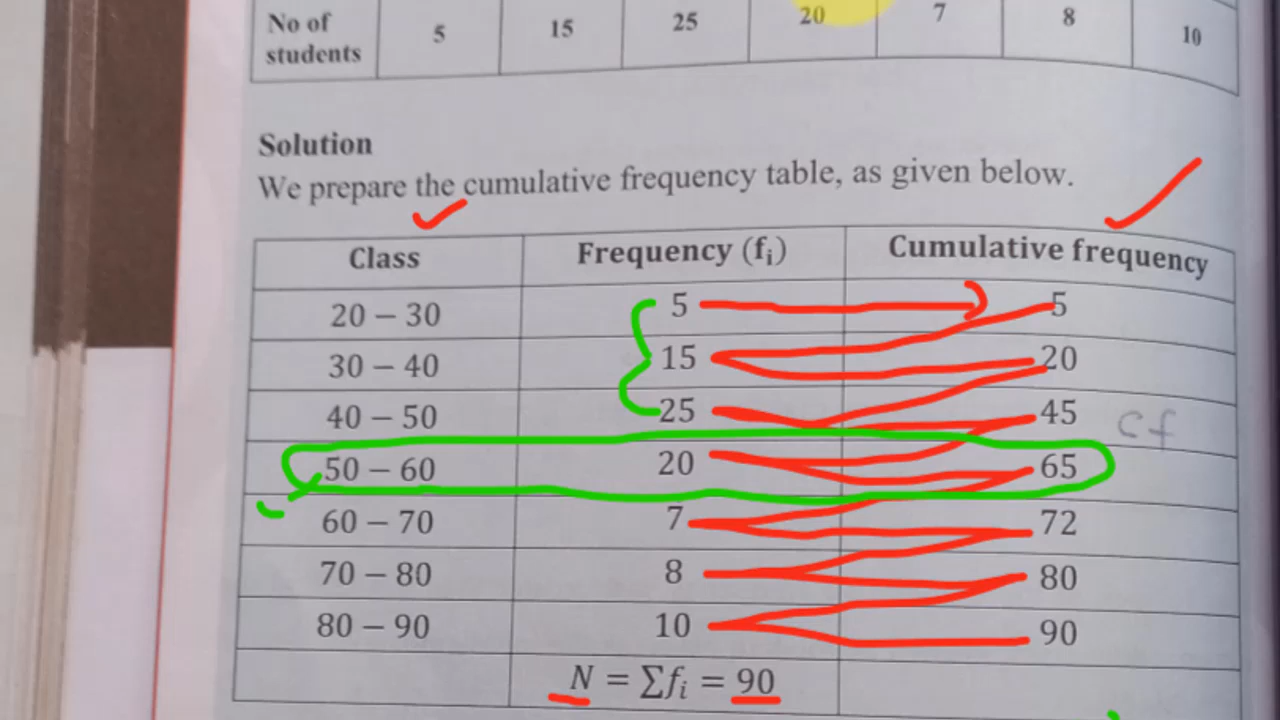 No of students 5 15 25 20 7 8 10
Solution
We prepare the cumulative frequency table, as given below.
Class Frequency (fᵢ) Cumulative frequency
20 – 30 5 5
30 – 40 15 20
40 – 50 25 45 cf
50 – 60 20 65
60 – 70 7 72
70 – 80 8 80
80 – 90 10 90
N = ∑fᵢ = 90